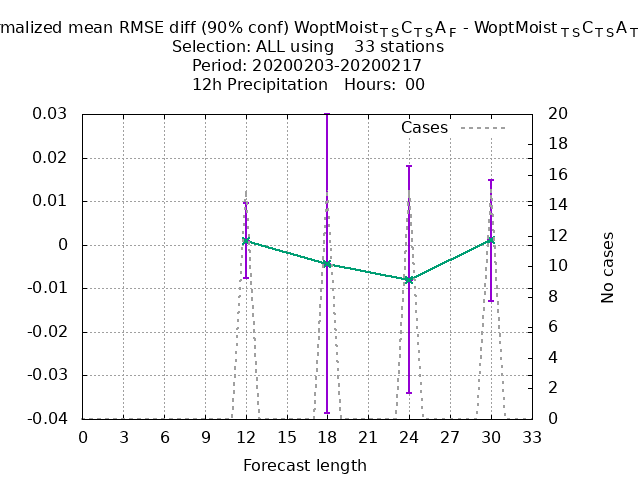 mean RMSE diff (90% conf) WoptMoist_TSC_TSA_F - WoptMoist_TSC_TSA_T
Selection: ALL using    33 stations
Period: 20200203-20200217
12h Precipitation   Hours:  00
Cases
0.03
0.02
0.01
0
-0.01
-0.02
-0.03
-0.04
20
18
16
14
12
10
8
6
4
2
0
No cases
0 3 6 9 12 15 18 21 24 27 30 33
Forecast length